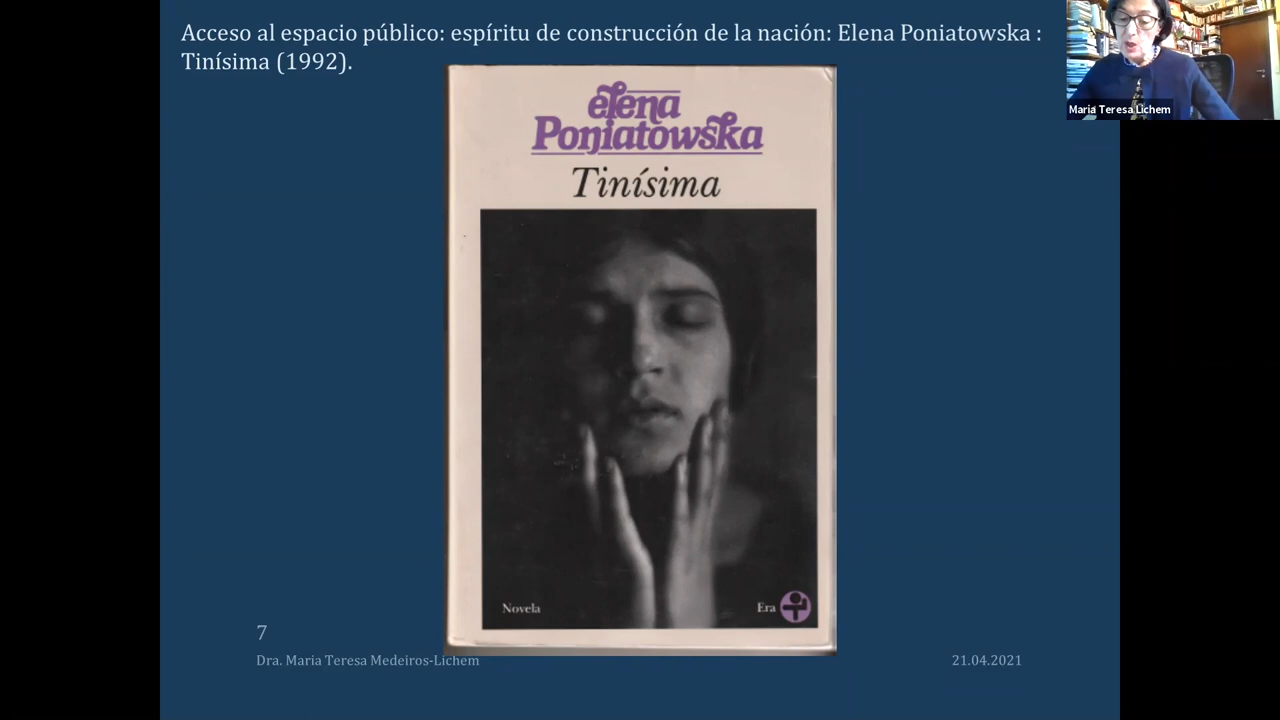 Acceso al espacio público: espíritu de construcción de la nación: Elena Poniatowska :
Tinísima (1992).
Maria Teresa Lichem
elena
Poniatowska
Tinísima
Novela
Era
7
Dra. Maria Teresa Medeiros-Lichem
21.04.2021